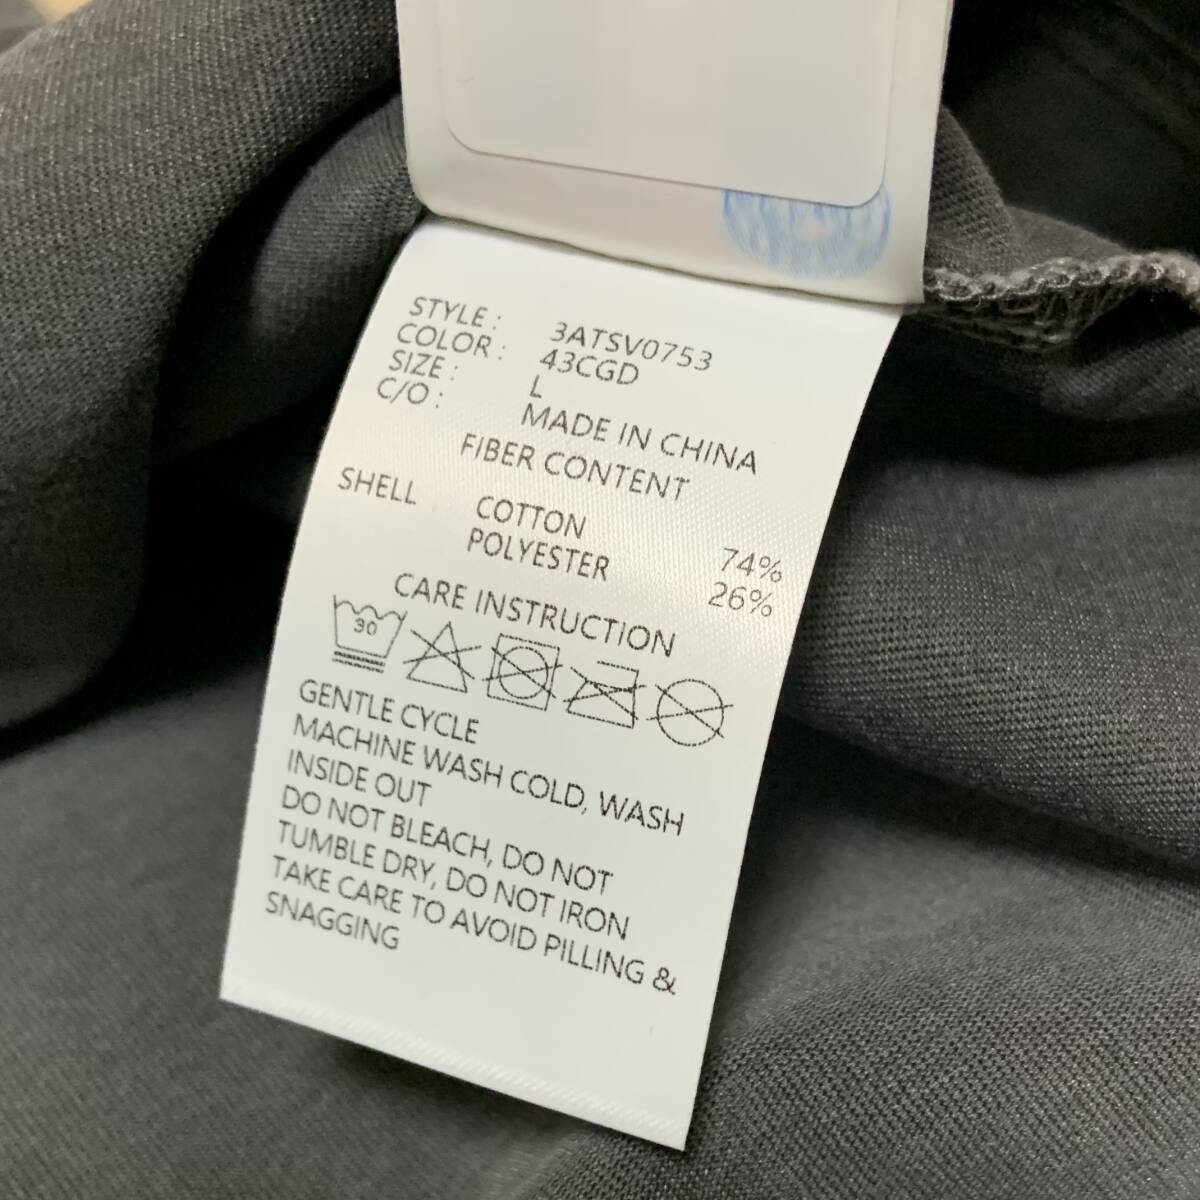 STYLE : 3ATSV0753
COLOR : 43CGD
SIZE : L
C/O : MADE IN CHINA
FIBER CONTENT
SHELL COTTON 74%
POLYESTER 26%
CARE INSTRUCTION
30
GENTLE CYCLE
MACHINE WASH COLD, WASH
INSIDE OUT
DO NOT BLEACH, DO NOT
TUMBLE DRY, DO NOT IRON
TAKE CARE TO AVOID PILLING &
SNAGGING